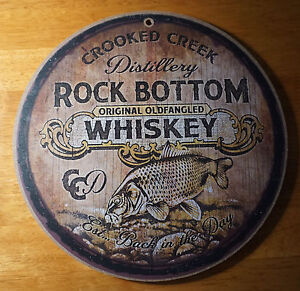 CROOKED CREEK
Distillery
ROCK BOTTOM
ORIGINAL OLDFANGLED
WHISKEY
CCD
Est... Back in the Day